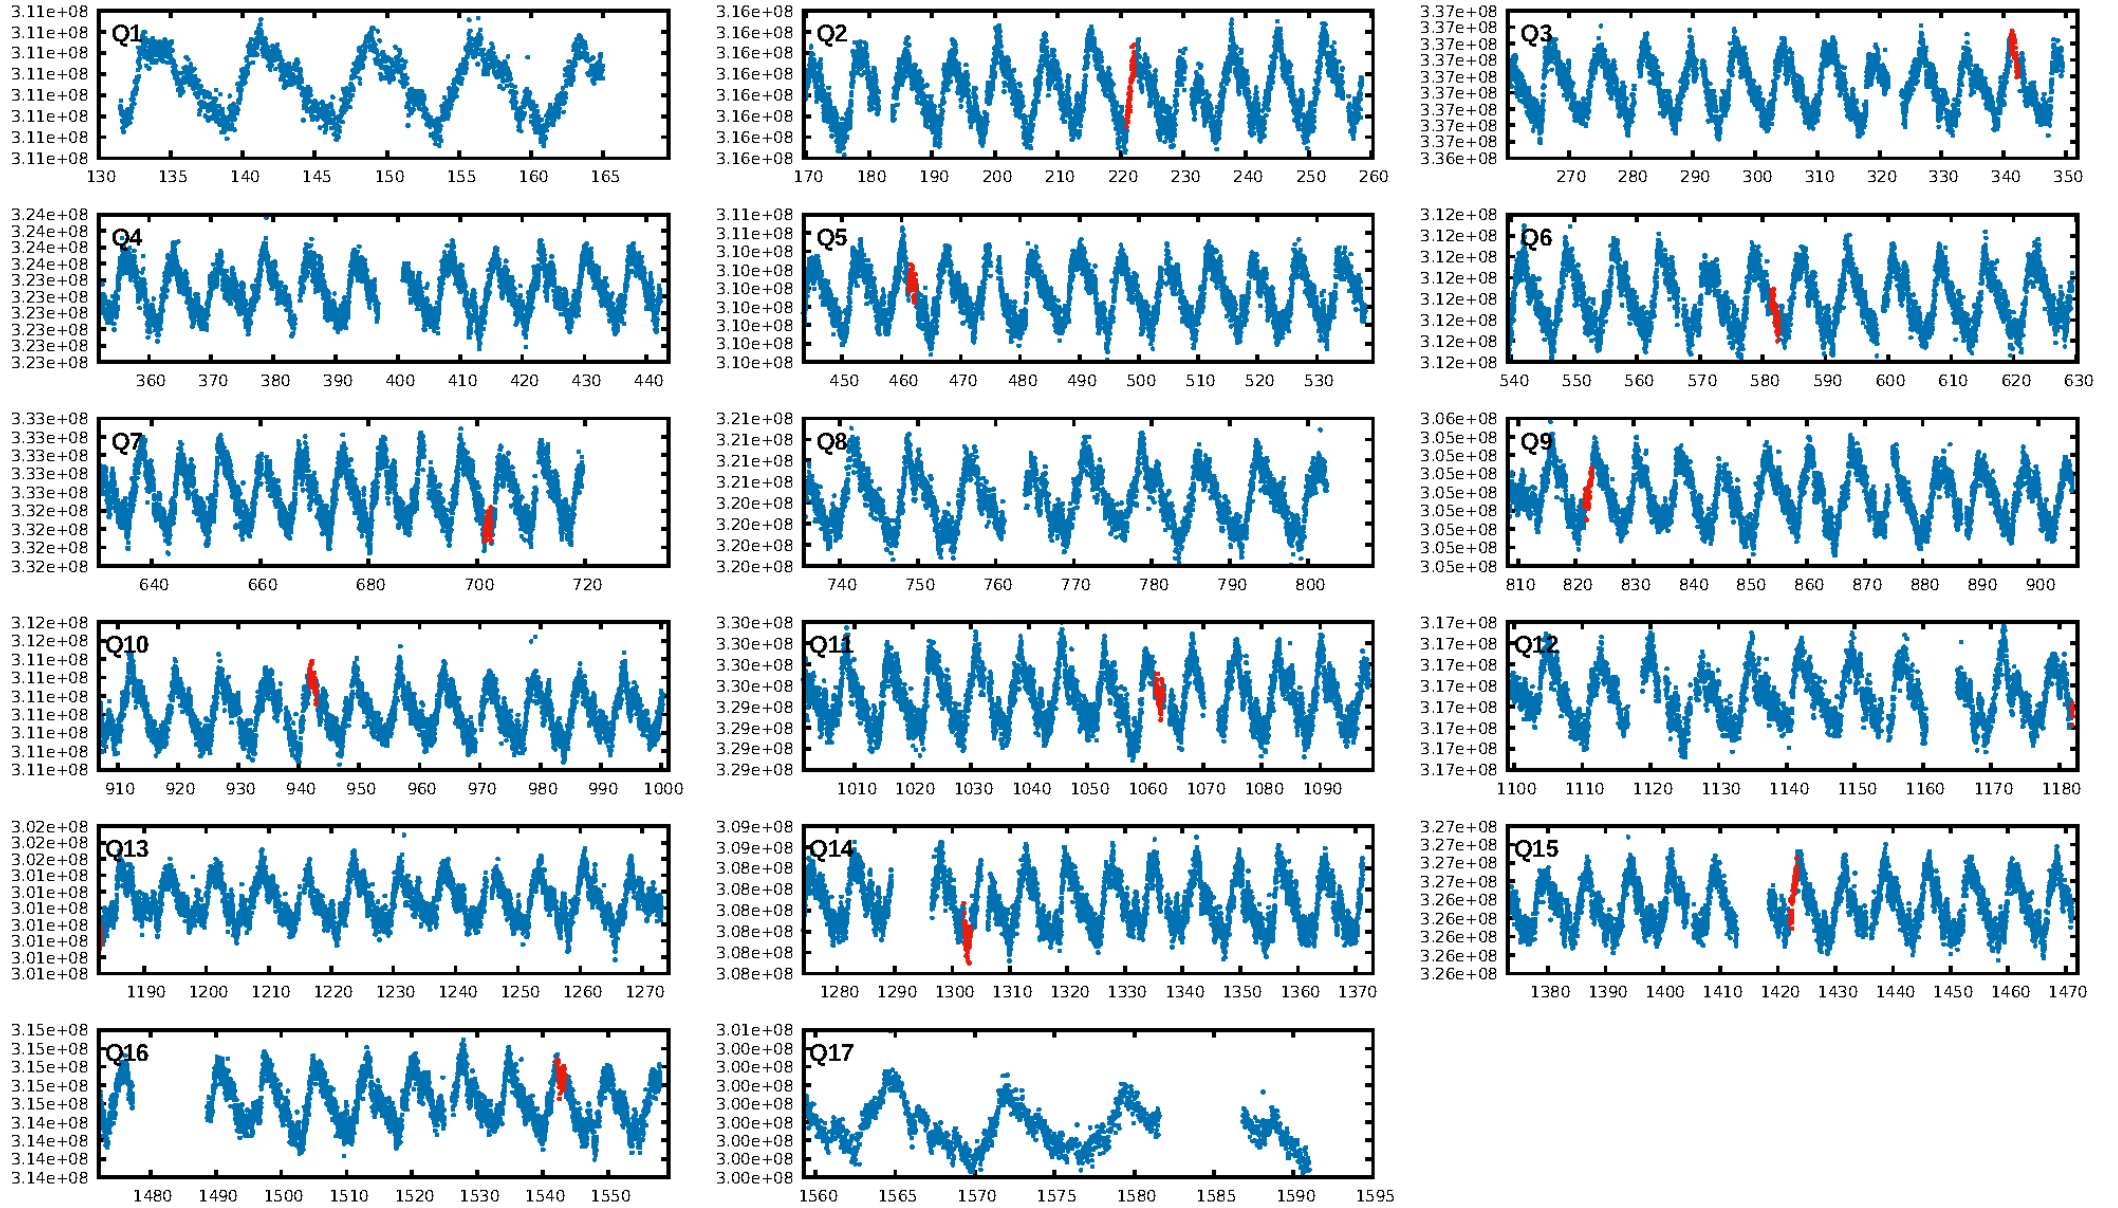 3.11e+08 3.11e+08 3.11e+08 3.11e+08 3.11e+08 3.11e+08 3.11e+08 3.11e+08
Q1
130 135 140 145 150 155 160 165
3.16e+08 3.16e+08 3.16e+08 3.16e+08 3.16e+08 3.16e+08 3.16e+08 3.16e+08
Q2
170 180 190 200 210 220 230 240 250 260
3.37e+08 3.37e+08 3.37e+08 3.37e+08 3.37e+08 3.37e+08 3.37e+08 3.37e+08 3.37e+08 3.36e+08
Q3
270 280 290 300 310 320 330 340 350
3.24e+08 3.24e+08 3.24e+08 3.23e+08 3.23e+08 3.23e+08 3.23e+08 3.23e+08 3.23e+08
Q4
360 370 380 390 400 410 420 430 440
3.11e+08 3.11e+08 3.10e+08 3.10e+08 3.10e+08 3.10e+08 3.10e+08 3.10e+08 3.10e+08
Q5
450 460 470 480 490 500 510 520 530
3.12e+08 3.12e+08 3.12e+08 3.12e+08 3.12e+08 3.12e+08 3.12e+08 3.12e+08
Q6
540 550 560 570 580 590 600 610 620 630
3.33e+08 3.33e+08 3.33e+08 3.33e+08 3.33e+08 3.32e+08 3.32e+08 3.32e+08 3.32e+08
Q7
640 660 680 700 720
3.21e+08 3.21e+08 3.21e+08 3.21e+08 3.20e+08 3.20e+08 3.20e+08 3.20e+08
Q8
740 750 760 770 780 790 800
3.06e+08 3.05e+08 3.05e+08 3.05e+08 3.05e+08 3.05e+08 3.05e+08 3.05e+08 3.05e+08
Q9
810 820 830 840 850 860 870 880 890 900
3.12e+08 3.12e+08 3.11e+08 3.11e+08 3.11e+08 3.11e+08 3.11e+08 3.11e+08 3.11e+08
Q10
910 920 930 940 950 960 970 980 990 1000
3.30e+08 3.30e+08 3.30e+08 3.30e+08 3.29e+08 3.29e+08 3.29e+08 3.29e+08
Q11
1010 1020 1030 1040 1050 1060 1070 1080 1090
3.17e+08 3.17e+08 3.17e+08 3.17e+08 3.17e+08 3.17e+08 3.17e+08 3.17e+08
Q12
1100 1110 1120 1130 1140 1150 1160 1170 1180
3.02e+08 3.02e+08 3.02e+08 3.01e+08 3.01e+08 3.01e+08 3.01e+08 3.01e+08 3.01e+08 3.01e+08
Q13
1190 1200 1210 1220 1230 1240 1250 1260 1270
3.09e+08 3.09e+08 3.08e+08 3.08e+08 3.08e+08 3.08e+08 3.08e+08 3.08e+08
Q14
1280 1290 1300 1310 1320 1330 1340 1350 1360 1370
3.27e+08 3.27e+08 3.27e+08 3.27e+08 3.26e+08 3.26e+08 3.26e+08 3.26e+08 3.26e+08
Q15
1380 1390 1400 1410 1420 1430 1440 1450 1460 1470
3.15e+08 3.15e+08 3.15e+08 3.15e+08 3.15e+08 3.14e+08 3.14e+08 3.14e+08 3.14e+08
Q16
1480 1490 1500 1510 1520 1530 1540 1550
3.01e+08 3.00e+08 3.00e+08 3.00e+08 3.00e+08 3.00e+08 3.00e+08 3.00e+08 3.00e+08
Q17
1560 1565 1570 1575 1580 1585 1590 1595